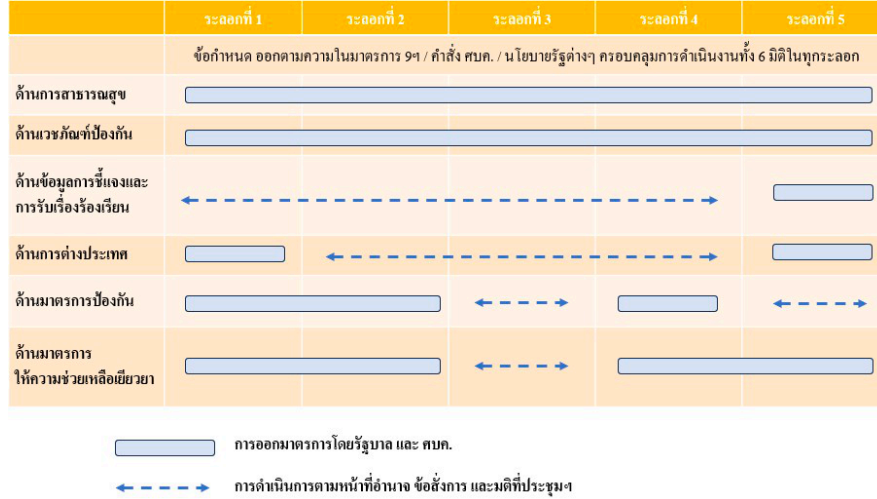 ระลอกที่ 1 ระลอกที่ 2 ระลอกที่ 3 ระลอกที่ 4 ระลอกที่ 5
ข้อกำหนด ออกตามความในมาตรการ 9ฯ / คำสั่ง ศบค. / นโยบายรัฐต่างๆ ครอบคลุมการดำเนินงานทั้ง 6 มิติในทุกระลอก
ด้านการสาธารณสุข
ด้านเวชภัณฑ์ป้องกัน
ด้านข้อมูลการชี้แจงและ
การรับเรื่องร้องเรียน
ด้านการต่างประเทศ
ด้านมาตรการป้องกัน
ด้านมาตรการ
ให้ความช่วยเหลือเยียวยา
การออกมาตรการโดยรัฐบาล และ ศบค.
การดำเนินการตามหน้าที่อำนาจ ข้อสั่งการ และมติที่ประชุมฯ